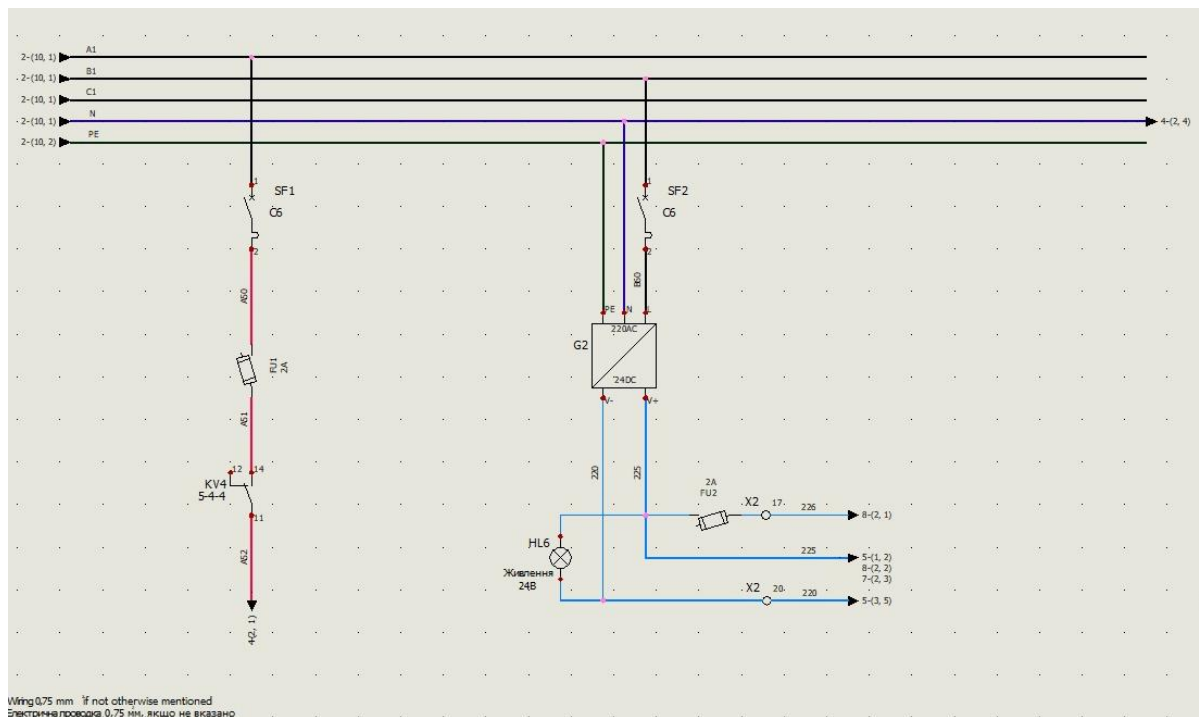 2-(10, 1) A1
2-(10, 1) B1
2-(10, 1) C1
2-(10, 1) N
4-(2, 4)
2-(10, 2) PE
1
SF1
C6
2
1
SF2
C6
2
A50
B60
PE N L
220AC
G2
24DC
V- V+
FU1
2A
A51
12 14
KV4
5-4-4
11
A52
4-(2, 1)
220
225
2A
FU2
X2 17 226 8-(2, 1)
HL6
Живлення
24В
225 5-(1, 2)
8-(2, 2)
7-(2, 3)
X2 20 220 5-(3, 5)
Wiring 0,75 mm if not otherwise mentioned
Електрична проводка 0,75 мм, якщо не вказано